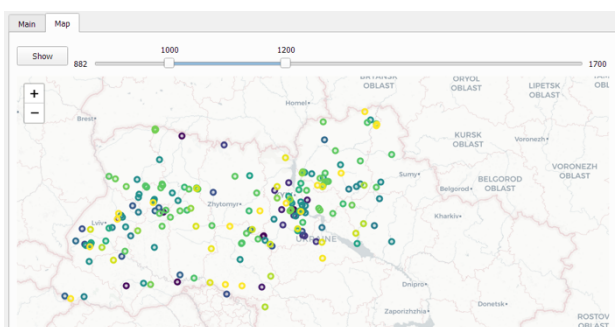 Main Map
1000 1200
Show 882 1700
+
−
BRYANSK
OBLAST
ORYOL
OBLAST
LIPETSK
OBLAST
OBL
Homel
Brest
KURSK
OBLAST
Voronezh
VORONEZH
OBLAST
Sumy
BELGOROD
OBLAST
Belgorod
Zhytomyr
Lviv
Kharkiv
UKRAINE
Dnipro
Donetsk
Zaporizhzhia
ROSTOV
OBLAST